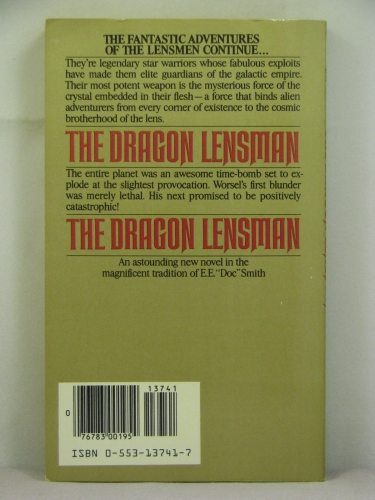 THE FANTASTIC ADVENTURES
OF THE LENSMEN CONTINUE...
They're legendary star warriors whose fabulous exploits
have made them elite guardians of the galactic empire.
Their most potent weapon is the mysterious force of the
crystal embedded in their flesh—a force that binds alien
adventurers from every corner of existence to the cosmic
brotherhood of the lens.
THE DRAGON LENSMAN
The entire planet was an awesome time-bomb set to ex-
plode at the slightest provocation. Worsel's first blunder
was merely lethal. His next promised to be positively
catastrophic!
THE DRAGON LENSMAN
An astounding new novel in the
magnificent tradition of E.E. "Doc" Smith
13741
0
76783 00195
ISBN 0-553-13741-7